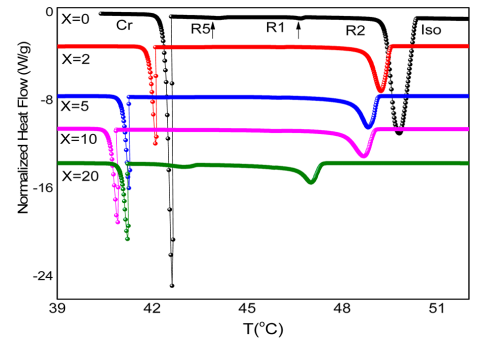 0
X=0
Cr
R5
R1
R2
Iso
X=2
-8
X=5
X=10
-16
X=20
-24
39
42
45
48
51
Normalized Heat Flow (W/g)
T(°C)